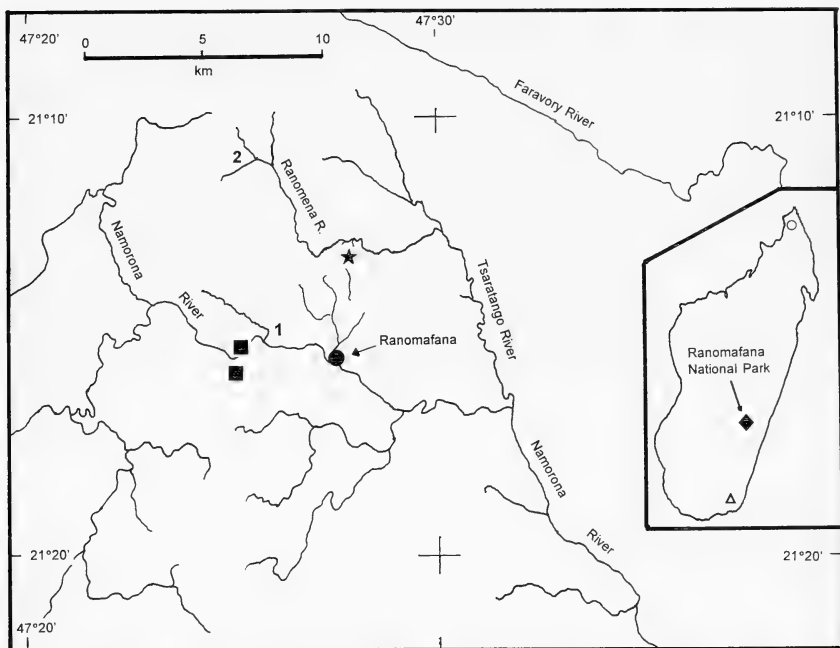 47°20'
47°30'
0
5
10
km
Faravory River
21°10'
21°10'
2
Ranomena R.
Namorona
River
Tsaratango River
1
Ranomafana
Ranomafana
National Park
Namorona
River
21°20'
21°20'
47°20'